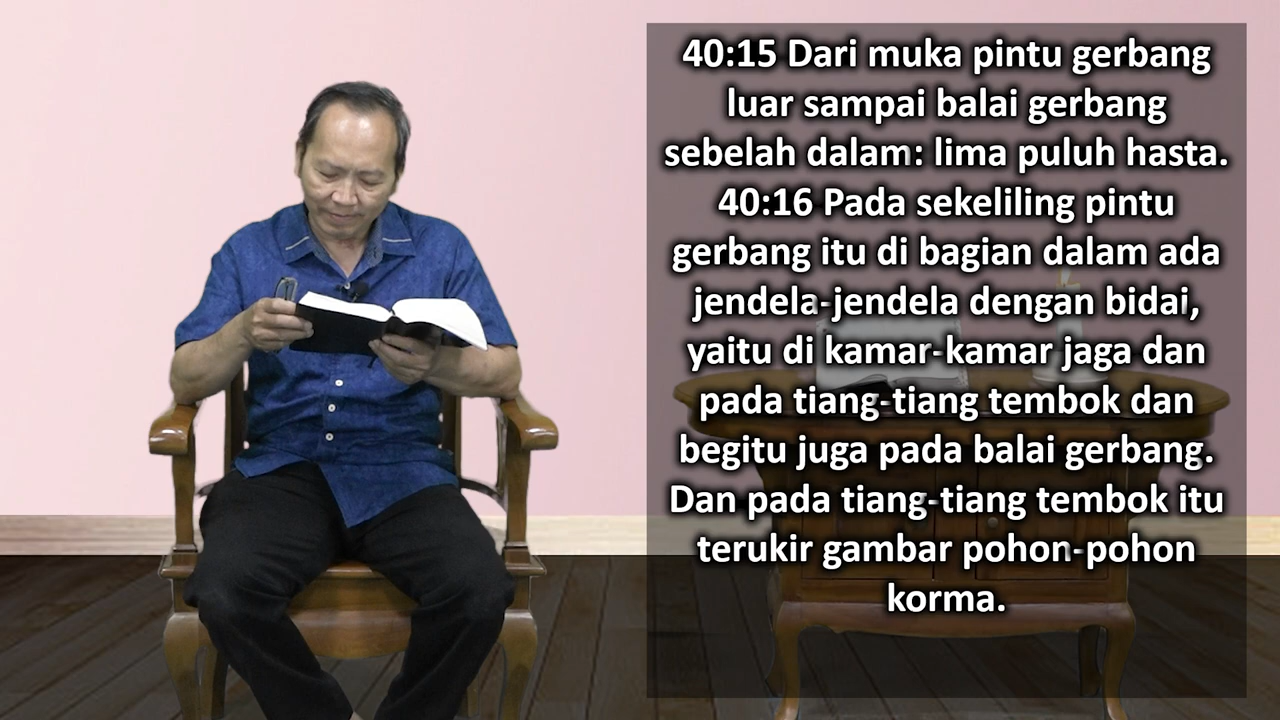 40:15 Dari muka pintu gerbang
luar sampai balai gerbang
sebelah dalam: lima puluh hasta.
40:16 Pada sekeliling pintu
gerbang itu di bagian dalam ada
jendela-jendela dengan bidai,
yaitu di kamar-kamar jaga dan
pada tiang-tiang tembok dan
begitu juga pada balai gerbang.
Dan pada tiang-tiang tembok itu
terukir gambar pohon-pohon
korma.